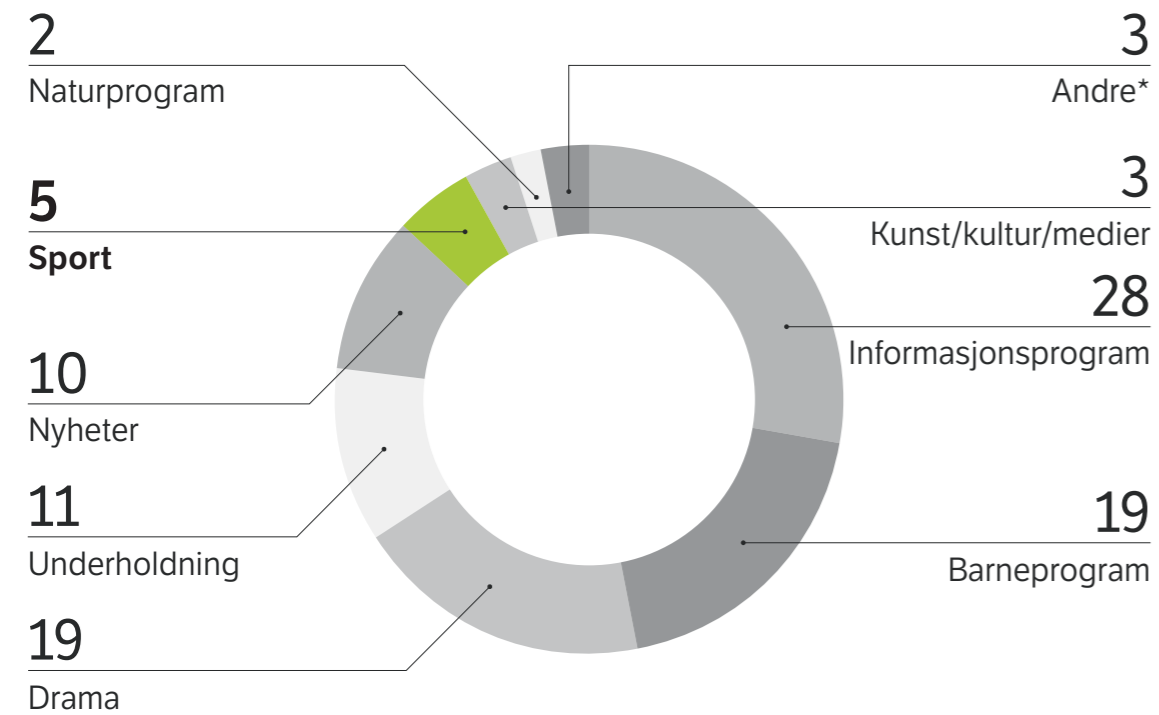 2
Naturprogram
5
Sport
10
Nyheter
11
Underholdning
19
Drama
3
Andre*
3
Kunst/kultur/medier
28
Informasjonsprogram
19
Barneprogram